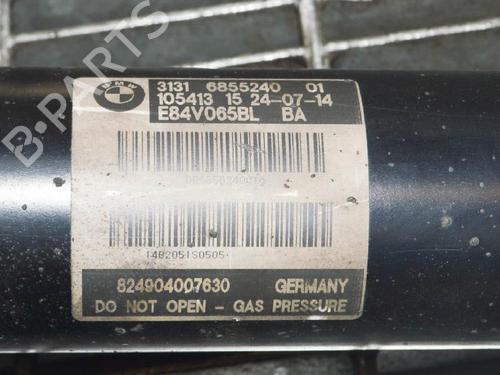 B-PARTS
BMW
3131 6855240 01
105413 15 24-07-14
E84V065BL BA
14B2051S0505
824904007630 GERMANY
DO NOT OPEN - GAS PRESSURE